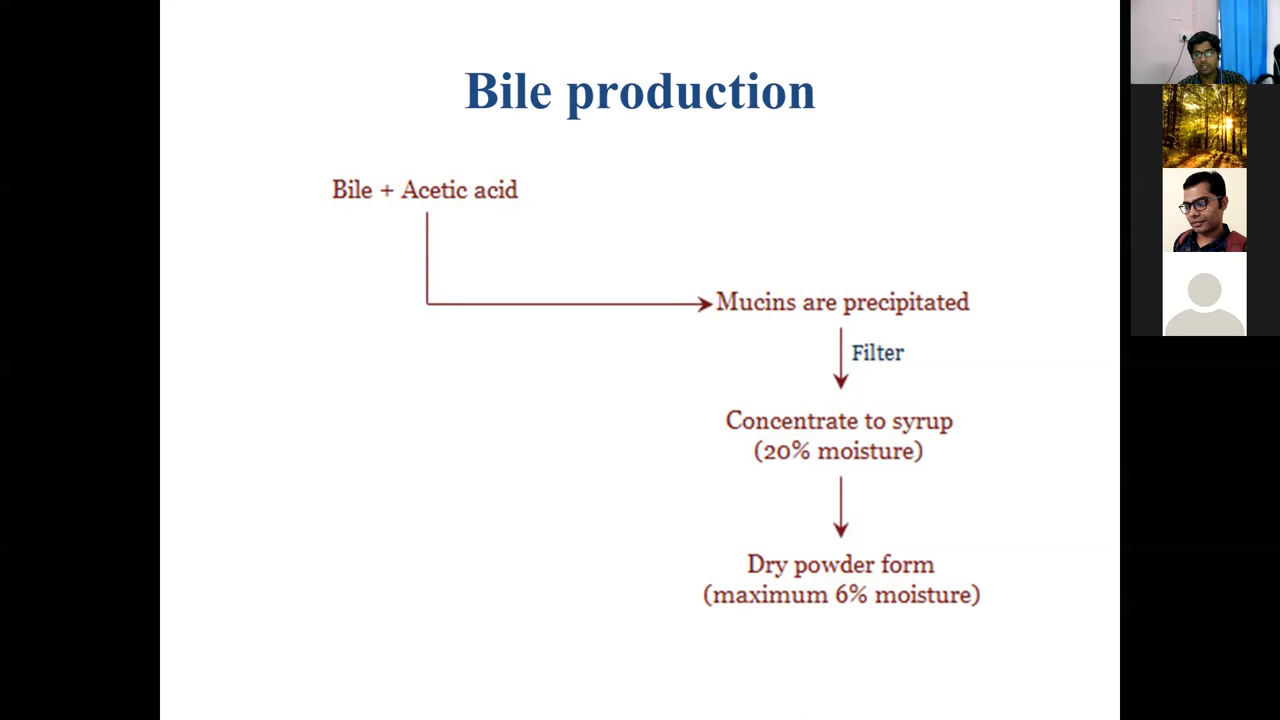 Bile production
Bile + Acetic acid
Mucins are precipitated
Filter
Concentrate to syrup
(20% moisture)
Dry powder form
(maximum 6% moisture)